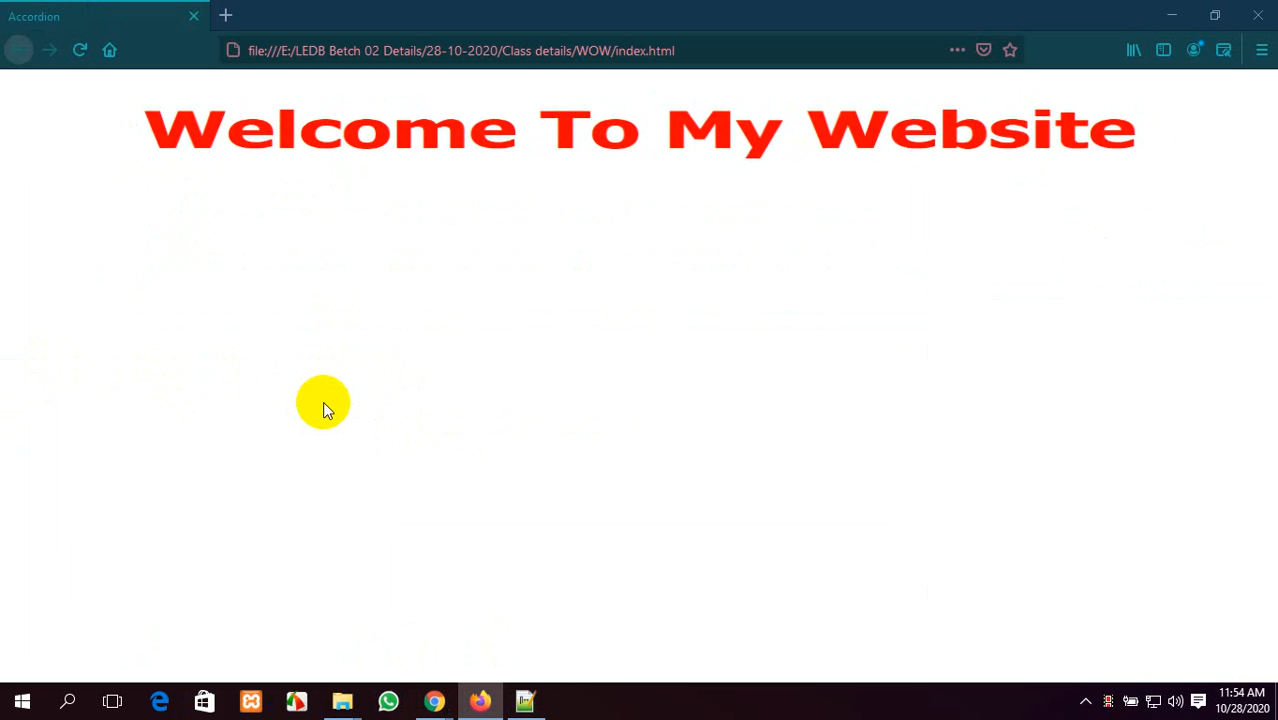 Accordion
file:///E:/LEDB Betch 02 Details/28-10-2020/Class details/WOW/index.html
Welcome To My Website
11:54 AM
10/28/2020